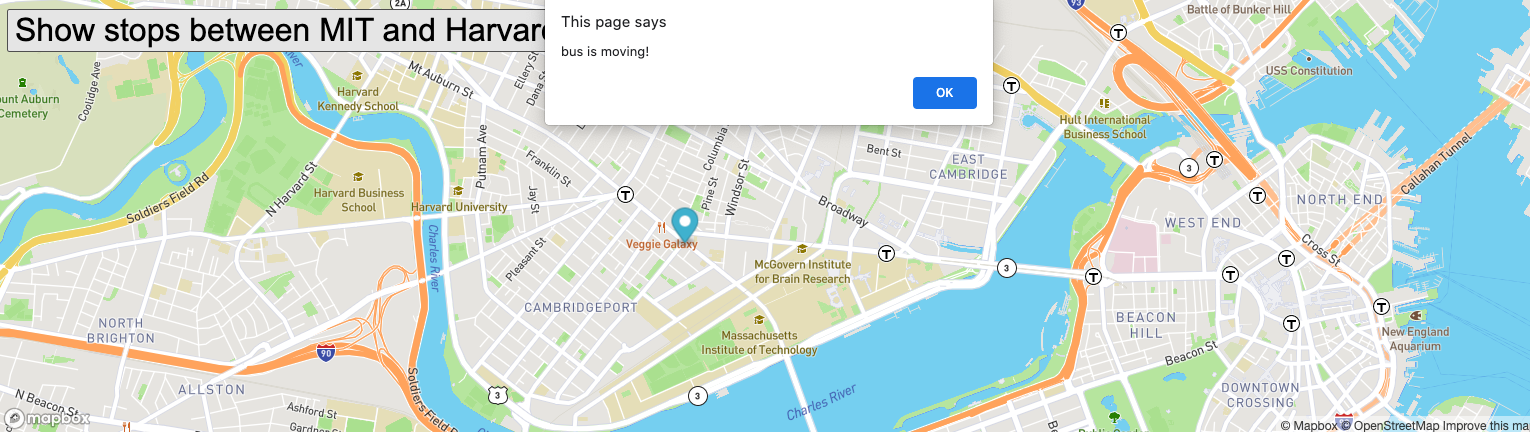 Show stops between MIT and Harvard
This page says
bus is moving!
OK
2A
93
Battle of Bunker Hill
USS Constitution
Coolidge Ave
Mt Auburn St
Ellery St
Dana St
Harvard
Kennedy School
unt Auburn
Cemetery
Putnam Ave
Columbia
Hult International
Business School
Callahan Tunnel
Franklin St
Bent St
EAST
CAMBRIDGE
3
T
Soldiers Field Rd
N Harvard St
Harvard Business
School
Harvard University
Jay St
Pine St
Windsor St
Broadway
NORTH END
WEST END
Charles River
Pleasant St
Veggie Galaxy
McGovern Institute
for Brain Research
3
Cross St
CAMBRIDGEPORT
BEACON
HILL
NORTH
BRIGHTON
Massachusetts
Institute of Technology
New England
Aquarium
90
Beacon St
ALLSTON
Soldiers Field Rd
3
3
Charles River
DOWNTOWN
CROSSING
N Beacon St
Ashford St
Gardner St
mapbox
© Mapbox © OpenStreetMap Improve this ma